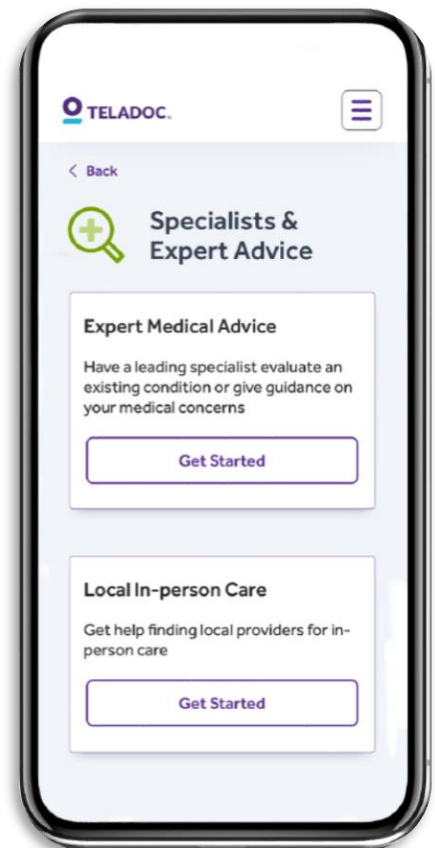 TELADOC.
< Back
Specialists &
Expert Advice
Expert Medical Advice
Have a leading specialist evaluate an
existing condition or give guidance on
your medical concerns
Get Started
Local In-person Care
Get help finding local providers for in-
person care
Get Started